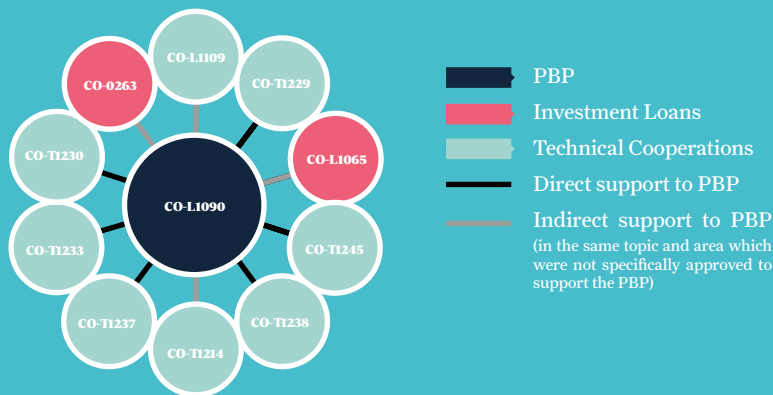 CO-L1109
CO-0263
CO-T1229
CO-T1230
CO-L1065
CO-L1090
CO-T1233
CO-T1245
CO-T1237
CO-T1238
CO-T1214
PBP
Investment Loans
Technical Cooperations
Direct support to PBP
Indirect support to PBP
(in the same topic and area which
were not specifically approved to
support the PBP)